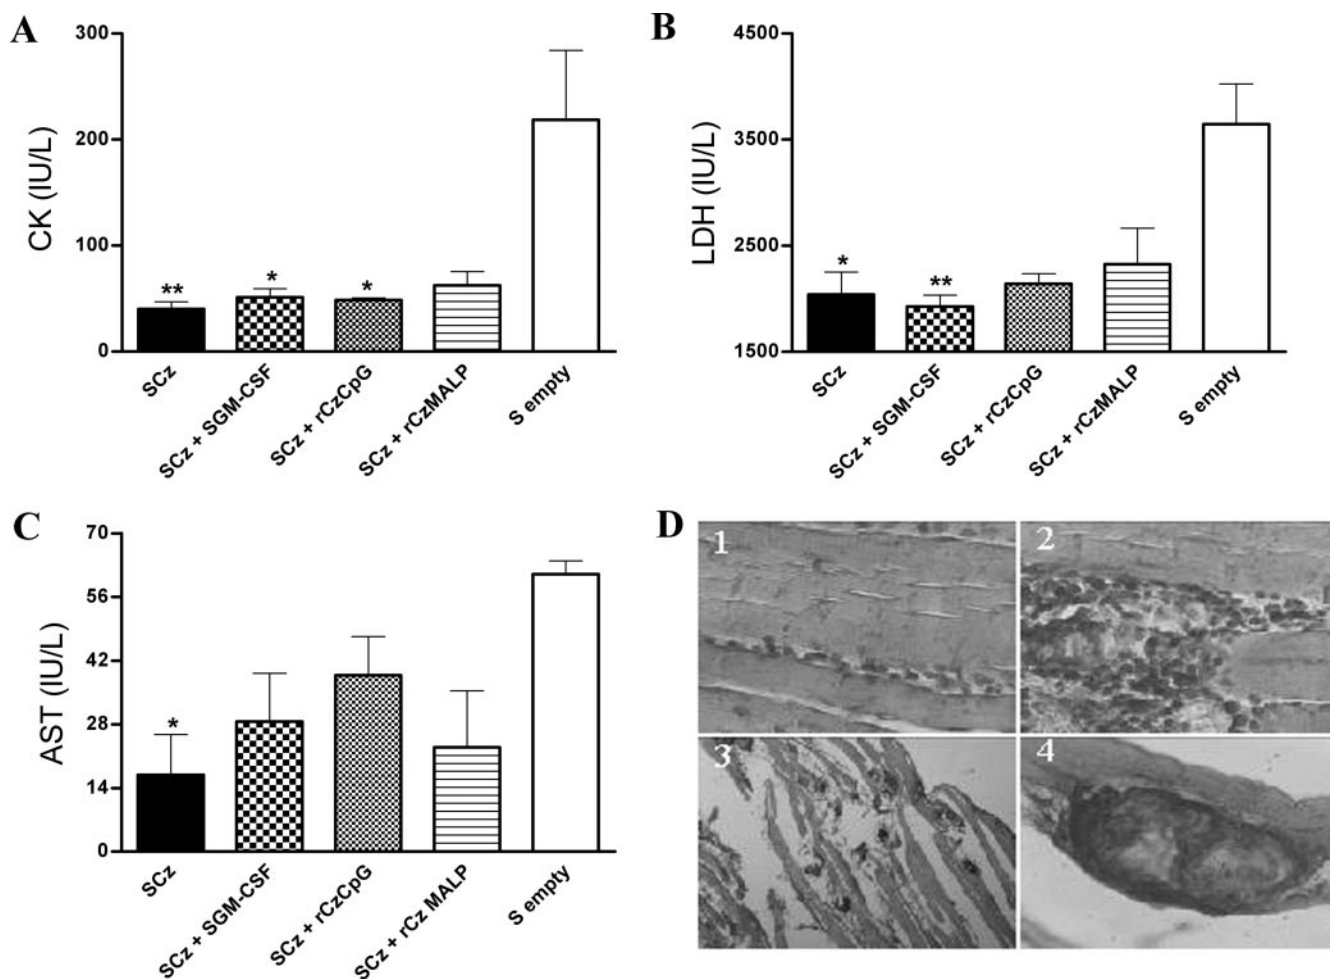 A
CK (IU/L)
300
200
100
0
**
*
*
SCz
SCz + SGM-CSF
SCz + rCzCpG
SCz + rCzMALP
S empty
B
LDH (IU/L)
4500
3500
2500
1500
*
**
SCz
SCz + SGM-CSF
SCz + rCzCpG
SCz + rCzMALP
S empty
C
AST (IU/L)
70
56
42
28
14
0
*
SCz
SCz + SGM-CSF
SCz + rCzCpG
SCz + rCz MALP
S empty
D
1
2
3
4